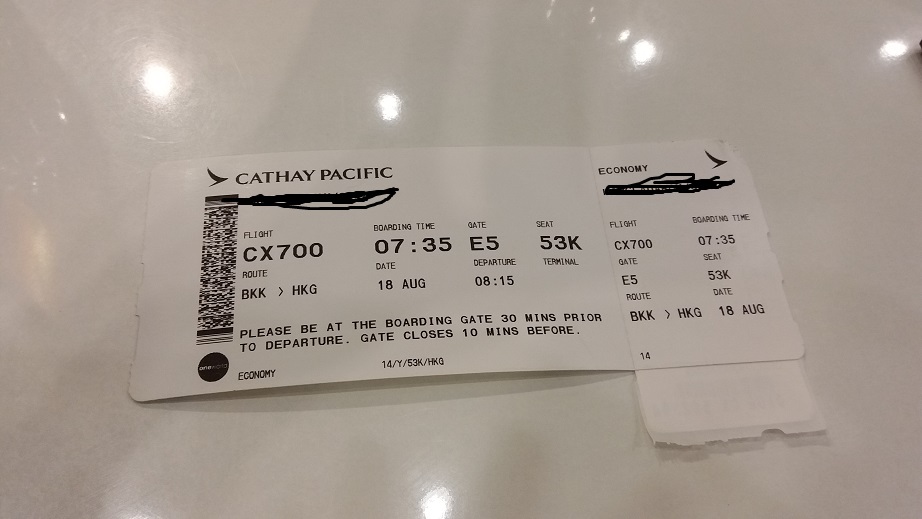 CATHAY PACIFIC
FLIGHT BOARDING TIME GATE SEAT
CX700 07:35 E5 53K
ROUTE DATE DEPARTURE TERMINAL
BKK > HKG 18 AUG 08:15
PLEASE BE AT THE BOARDING GATE 30 MINS PRIOR
TO DEPARTURE. GATE CLOSES 10 MINS BEFORE.
oneworld
ECONOMY 14/Y/53K/HKG
ECONOMY
FLIGHT BOARDING TIME
CX700 07:35
GATE SEAT
E5 53K
ROUTE DATE
BKK > HKG 18 AUG
14